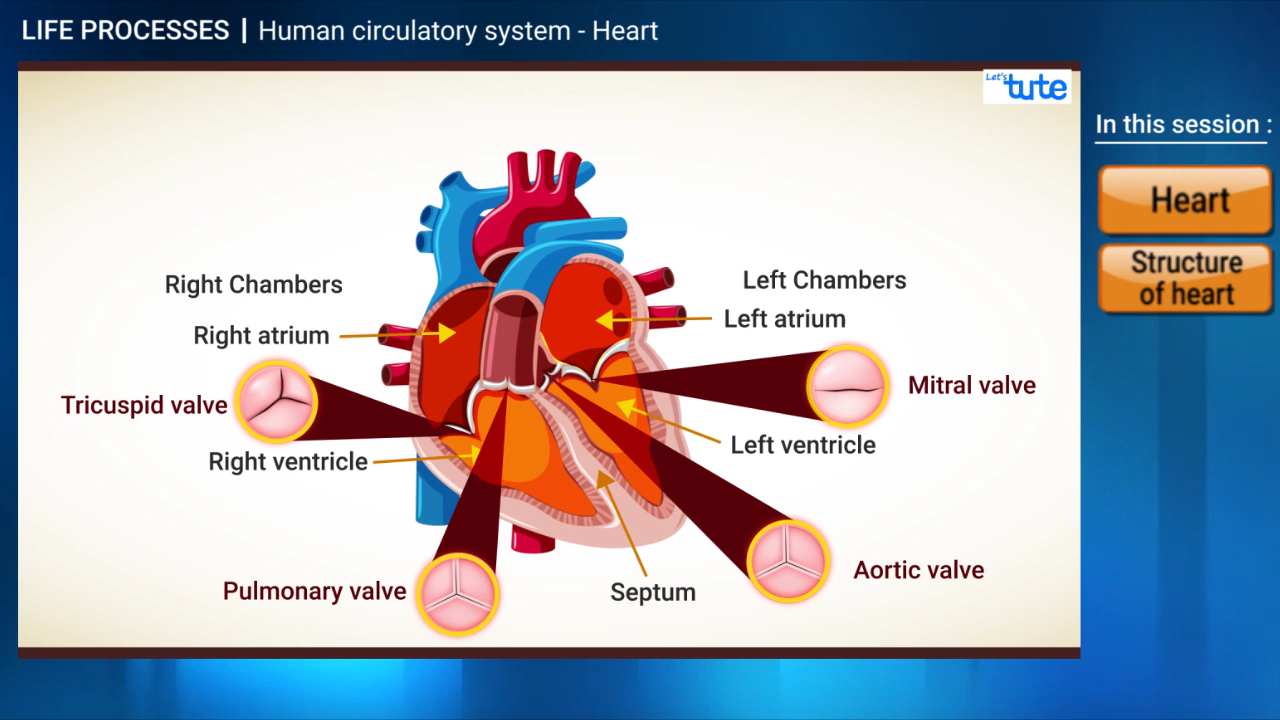 LIFE PROCESSES | Human circulatory system - Heart
Let's tute
In this session :
Heart
Structure
of heart
Right Chambers
Left Chambers
Right atrium
Left atrium
Tricuspid valve
Mitral valve
Right ventricle
Left ventricle
Pulmonary valve
Septum
Aortic valve